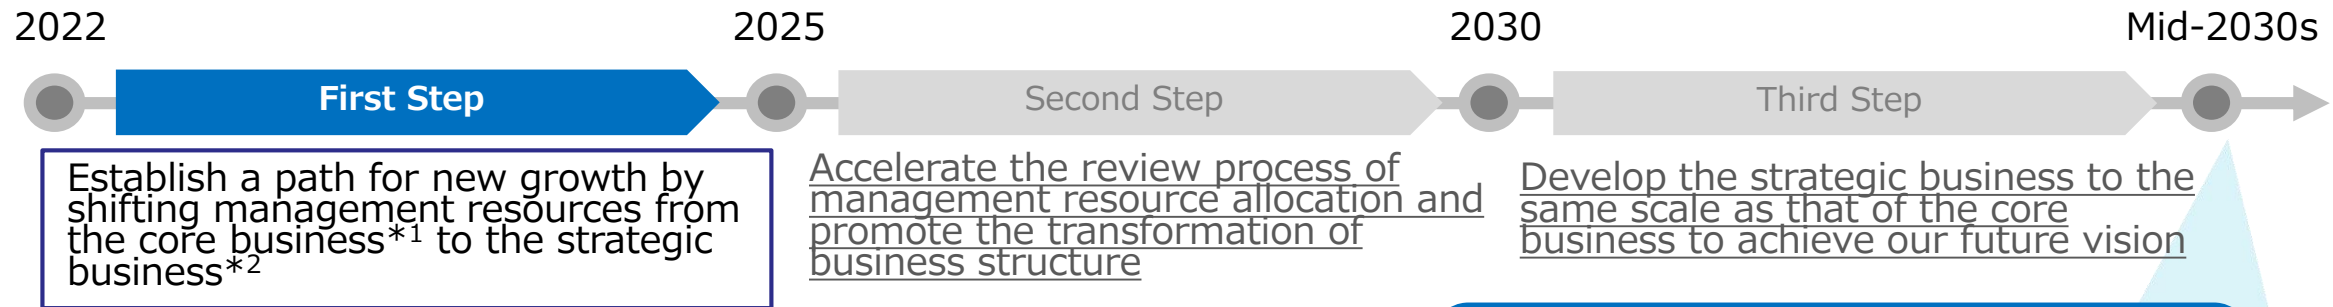 2022
2025
2030
Mid-2030s
First Step
Second Step
Third Step
Establish a path for new growth by
shifting management resources from
the core business*1 to the strategic
business*2
Accelerate the review process of
management resource allocation and
promote the transformation of
business structure
Develop the strategic business to the
same scale as that of the core
business to achieve our future vision